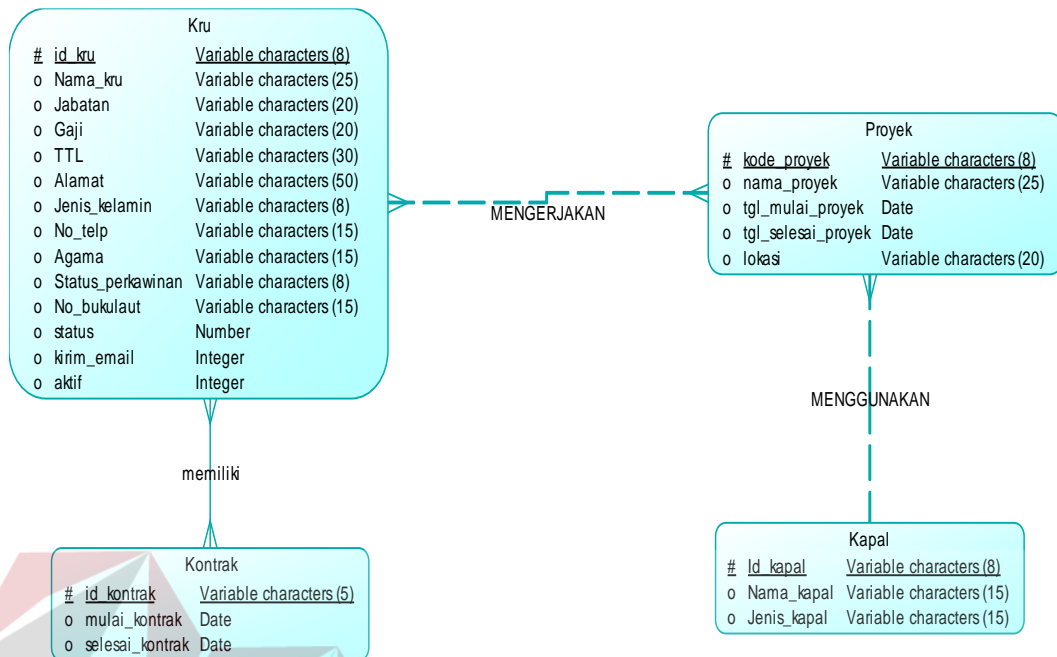 Kru
# id_kru Variable characters (8)
o Nama_kru Variable characters (25)
o Jabatan Variable characters (20)
o Gaji Variable characters (20)
o TTL Variable characters (30)
o Alamat Variable characters (50)
o Jenis_kelamin Variable characters (8)
o No_telp Variable characters (15)
o Agama Variable characters (15)
o Status_perkawinan Variable characters (8)
o No_bukulaut Variable characters (15)
o status Number
o kirim_email Integer
o aktif Integer
MENGERJAKAN
Proyek
# kode_proyek Variable characters (8)
o nama_proyek Variable characters (25)
o tgl_mulai_proyek Date
o tgl_selesai_proyek Date
o lokasi Variable characters (20)
MENGGUNAKAN
memiliki
Kontrak
# id_kontrak Variable characters (5)
o mulai_kontrak Date
o selesai_kontrak Date
Kapal
# Id_kapal Variable characters (8)
o Nama_kapal Variable characters (15)
o Jenis_kapal Variable characters (15)